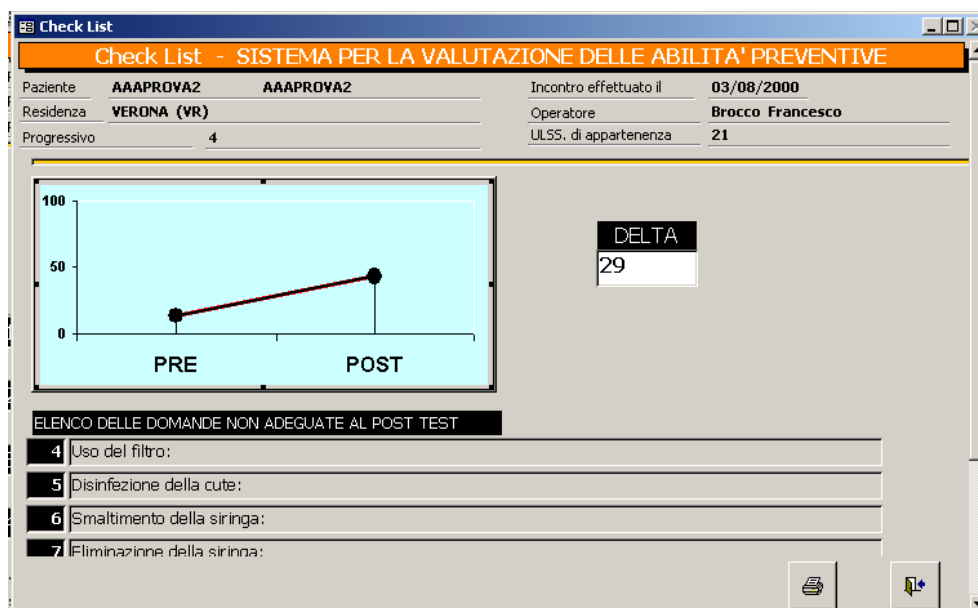 Check List
Check List - SISTEMA PER LA VALUTAZIONE DELLE ABILITA' PREVENTIVE
Paziente AAAPROVA2 AAAPROVA2 Incontro effettuato il 03/08/2000
Residenza VERONA (VR) Operatore Brocco Francesco
Progressivo 4 ULSS. di appartenenza 21
100
50
0
PRE POST
DELTA
29
ELENCO DELLE DOMANDE NON ADEGUATE AL POST TEST
4 Uso del filtro:
5 Disinfezione della cute:
6 Smaltimento della siringa:
7 Eliminazione della siringa: